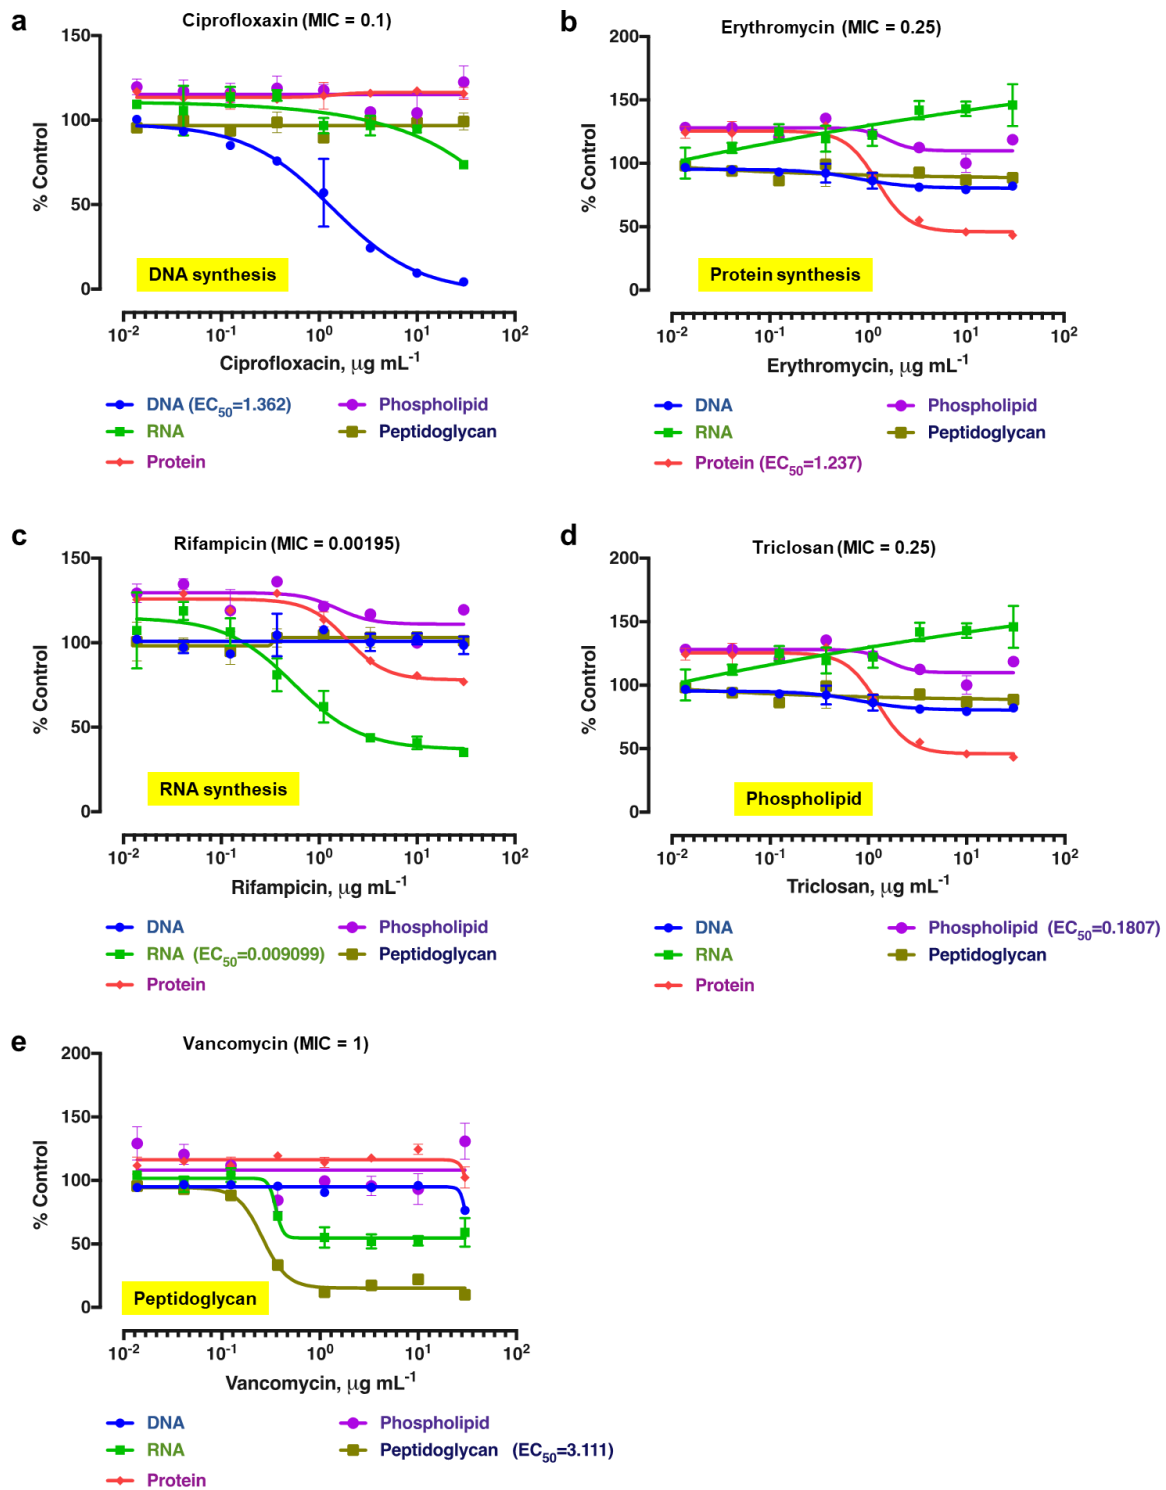 a
Ciprofloxaxin (MIC = 0.1)
150
100
50
0
% Control
DNA synthesis
10-2 10-1 100 101 102
Ciprofloxacin, μg mL-1
DNA (EC50=1.362) Phospholipid
RNA Peptidoglycan
Protein
b
Erythromycin (MIC = 0.25)
200
150
100
50
0
% Control
Protein synthesis
10-2 10-1 100 101 102
Erythromycin, μg mL-1
DNA Phospholipid
RNA Peptidoglycan
Protein (EC50=1.237)
c
Rifampicin (MIC = 0.00195)
150
100
50
0
% Control
RNA synthesis
10-2 10-1 100 101 102
Rifampicin, μg mL-1
DNA Phospholipid
RNA (EC50=0.009099) Peptidoglycan
Protein
d
Triclosan (MIC = 0.25)
200
150
100
50
0
% Control
Phospholipid
10-2 10-1 100 101 102
Triclosan, μg mL-1
DNA Phospholipid (EC50=0.1807)
RNA Peptidoglycan
Protein
e
Vancomycin (MIC = 1)
200
150
100
50
0
% Control
Peptidoglycan
10-2 10-1 100 101 102
Vancomycin, μg mL-1
DNA Phospholipid
RNA Peptidoglycan (EC50=3.111)
Protein